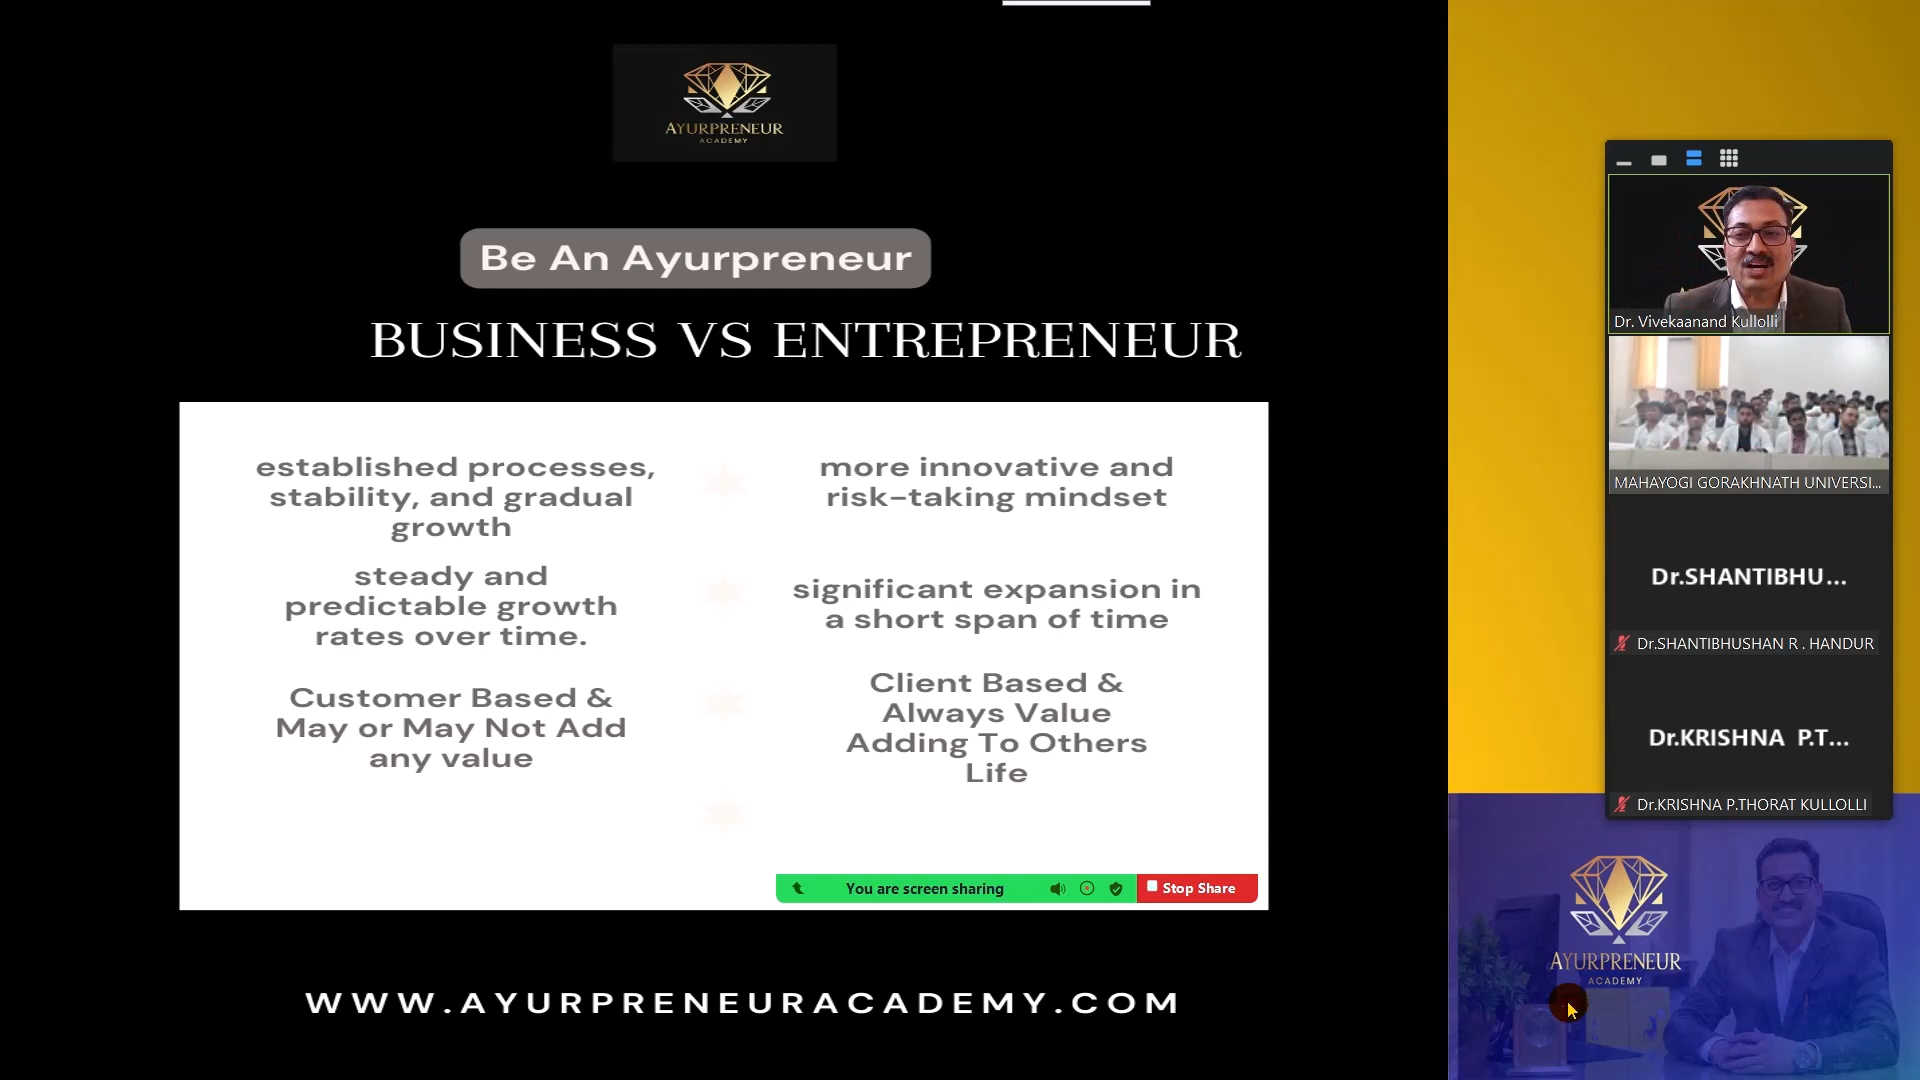 AYURPRENEUR
ACADEMY
Be An Ayurpreneur
BUSINESS VS ENTREPRENEUR
established processes,
stability, and gradual
growth
steady and
predictable growth
rates over time.
Customer Based &
May or May Not Add
any value
more innovative and
risk-taking mindset
significant expansion in
a short span of time
Client Based &
Always Value
Adding To Others
Life
You are screen sharing
Stop Share
WWW.AYURPRENEURACADEMY.COM
Dr. Vivekaanand Kullolli
MAHAYOGI GORAKHNATH UNIVERSI...
Dr.SHANTIBHU...
Dr.SHANTIBHUSHAN R . HANDUR
Dr.KRISHNA P.T...
Dr.KRISHNA P.THORAT KULLOLLI
AYURPRENEUR
ACADEMY